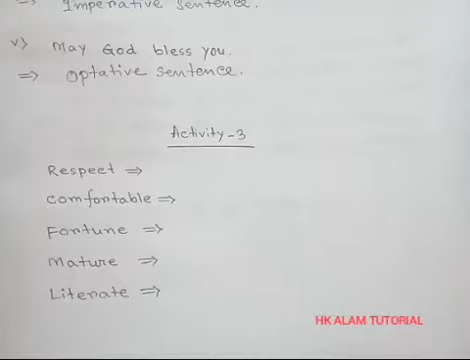 => Imperative sentence.
v) May God bless you.
=> Optative sentence.
Activity-3
Respect =>
Comfortable =>
Fortune =>
Mature =>
Literate =>
HK ALAM TUTORIAL